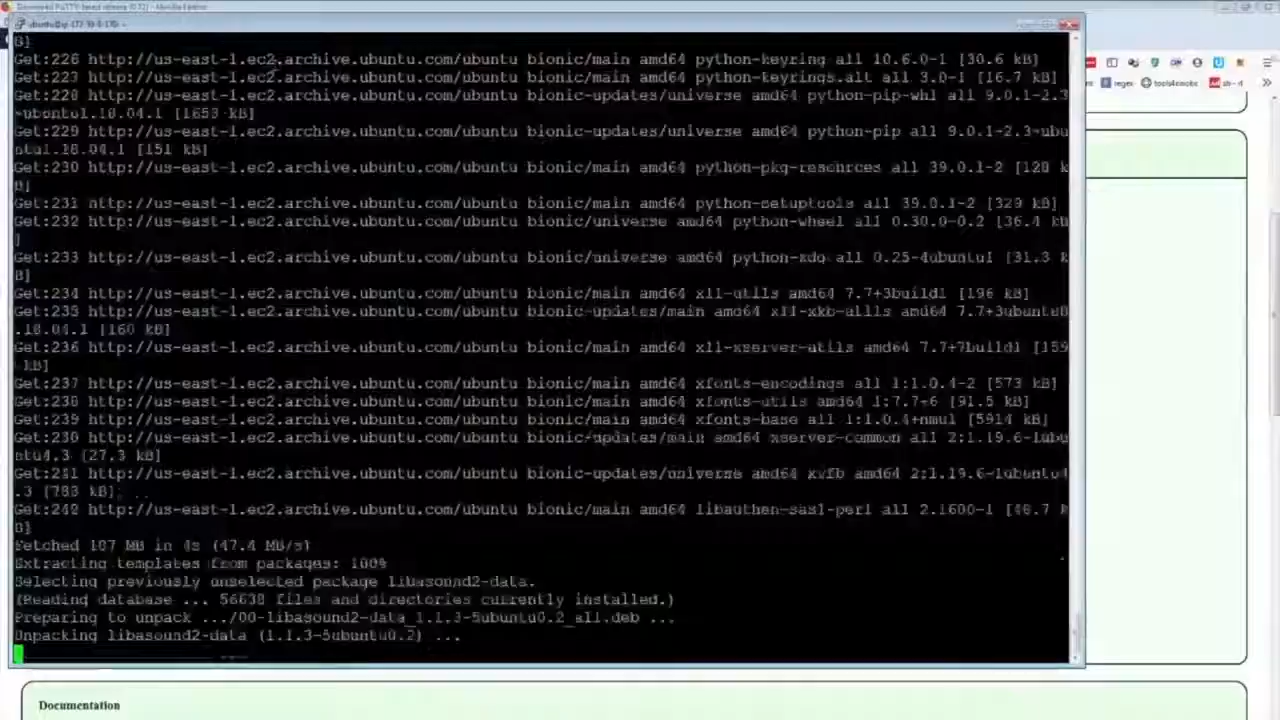 B]
Get:226 http://us-east-1.ec2.archive.ubuntu.com/ubuntu bionic/main amd64 python-keyring all 10.6.0-1 [30.6 kB]
Get:227 http://us-east-1.ec2.archive.ubuntu.com/ubuntu bionic/main amd64 python-keyrings.alt all 3.0-1 [16.7 kB]
Get:228 http://us-east-1.ec2.archive.ubuntu.com/ubuntu bionic-updates/universe amd64 python-pip-whl all 9.0.1-2.3
~ubuntu1.18.04.1 [1653 kB]
Get:229 http://us-east-1.ec2.archive.ubuntu.com/ubuntu bionic-updates/universe amd64 python-pip all 9.0.1-2.3~ubu
ntu1.18.04.1 [151 kB]
Get:230 http://us-east-1.ec2.archive.ubuntu.com/ubuntu bionic/main amd64 python-pkg-resources all 39.0.1-2 [128 k
B]
Get:231 http://us-east-1.ec2.archive.ubuntu.com/ubuntu bionic/main amd64 python-setuptools all 39.0.1-2 [329 kB]
Get:232 http://us-east-1.ec2.archive.ubuntu.com/ubuntu bionic/universe amd64 python-wheel all 0.30.0-0.2 [36.4 kB
]
Get:233 http://us-east-1.ec2.archive.ubuntu.com/ubuntu bionic/universe amd64 python-xdg all 0.25-4ubuntu1 [31.3 k
B]
Get:234 http://us-east-1.ec2.archive.ubuntu.com/ubuntu bionic/main amd64 x11-utils amd64 7.7+3build1 [196 kB]
Get:235 http://us-east-1.ec2.archive.ubuntu.com/ubuntu bionic-updates/main amd64 x11-xkb-utils amd64 7.7+3ubuntu0
.18.04.1 [160 kB]
Get:236 http://us-east-1.ec2.archive.ubuntu.com/ubuntu bionic/main amd64 x11-xserver-utils amd64 7.7+7build1 [159
 kB]
Get:237 http://us-east-1.ec2.archive.ubuntu.com/ubuntu bionic/main amd64 xfonts-encodings all 1:1.0.4-2 [573 kB]
Get:238 http://us-east-1.ec2.archive.ubuntu.com/ubuntu bionic/main amd64 xfonts-utils amd64 1:7.7+6 [91.5 kB]
Get:239 http://us-east-1.ec2.archive.ubuntu.com/ubuntu bionic/main amd64 xfonts-base all 1:1.0.4+nmu1 [5914 kB]
Get:240 http://us-east-1.ec2.archive.ubuntu.com/ubuntu bionic-updates/main amd64 xserver-common all 2:1.19.6-1ubu
ntu4.3 [27.3 kB]
Get:241 http://us-east-1.ec2.archive.ubuntu.com/ubuntu bionic-updates/universe amd64 xvfb amd64 2:1.19.6-1ubuntu4
.3 [783 kB]
Get:242 http://us-east-1.ec2.archive.ubuntu.com/ubuntu bionic/main amd64 libauthen-sasl-perl all 2.1600-1 [48.7 k
B]
Fetched 187 MB in 4s (47.4 MB/s)
Extracting templates from packages: 100%
Selecting previously unselected package libasound2-data.
(Reading database ... 56638 files and directories currently installed.)
Preparing to unpack .../00-libasound2-data_1.1.3-5ubuntu0.2_all.deb ...
Unpacking libasound2-data (1.1.3-5ubuntu0.2) ...
regex
Documentation